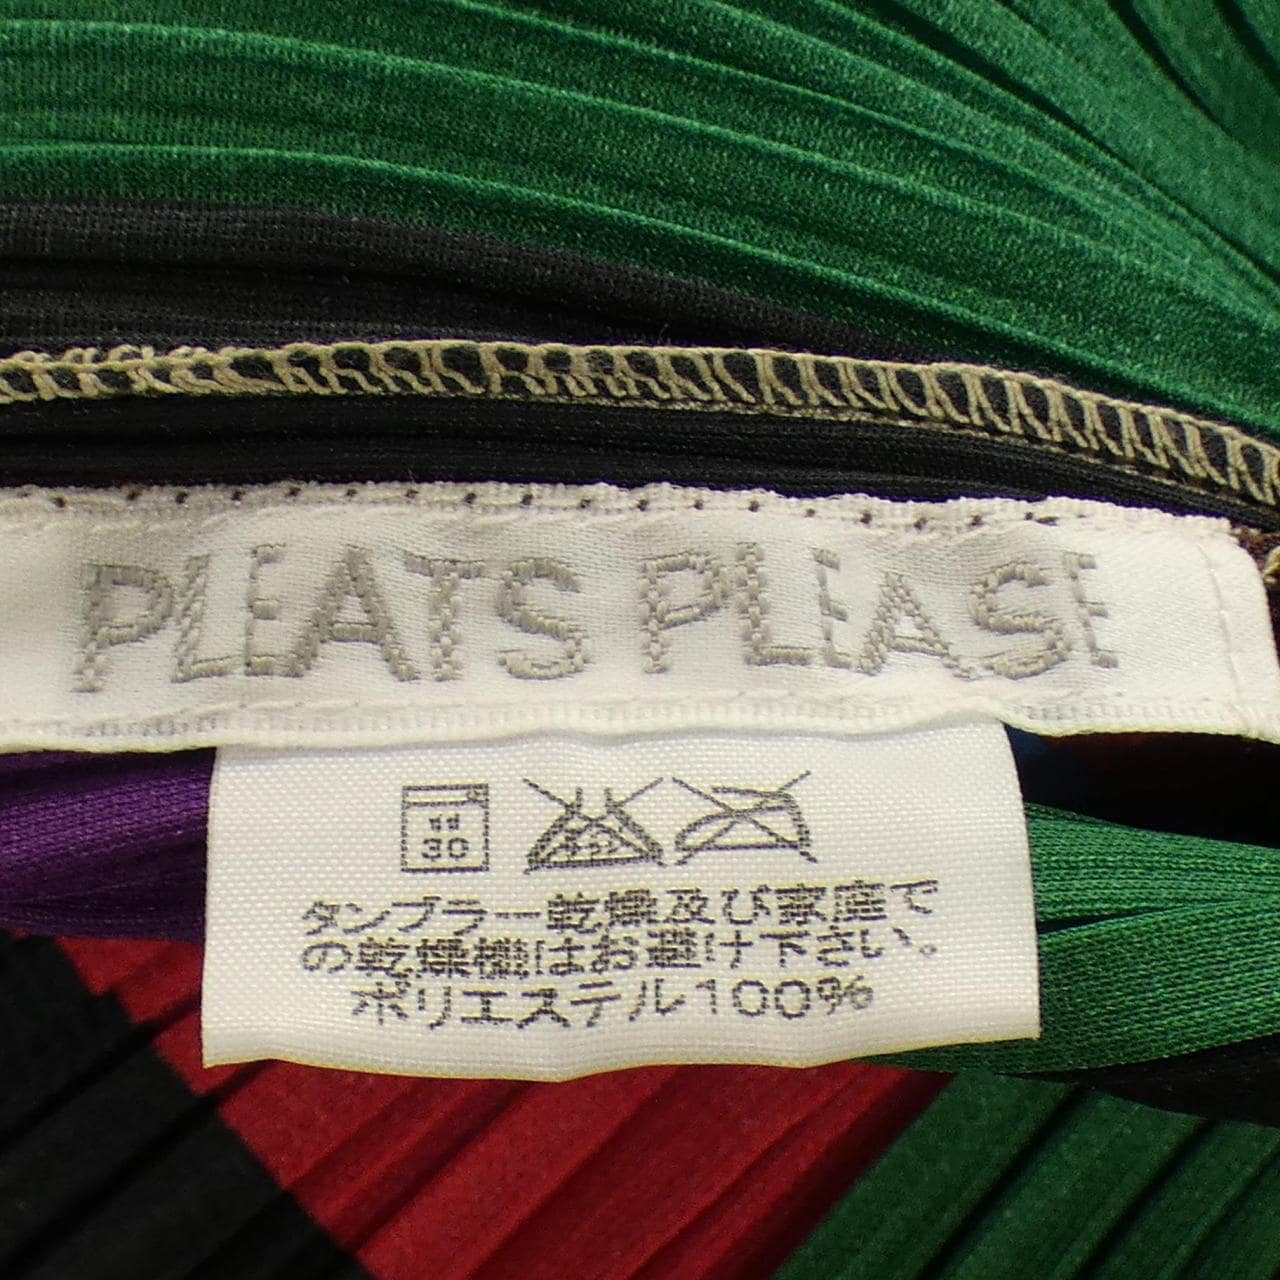 PLEATS PLEASE
30
タンブラー乾燥及び家庭で
の乾燥機はお避け下さい。
ポリエステル100%